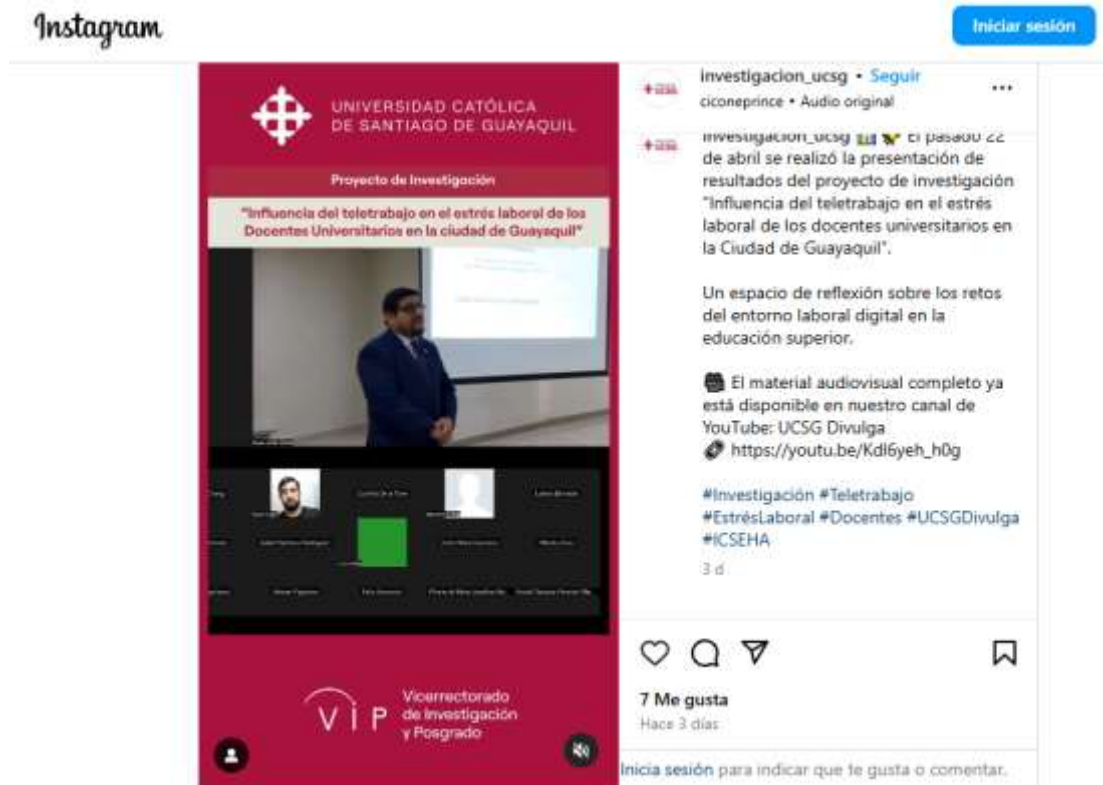 Instagram
Iniciar sesión
UNIVERSIDAD CATÓLICA
DE SANTIAGO DE GUAYAQUIL
Proyecto de Investigación
"Influencia del teletrabajo en el estrés laboral de los
Docentes Universitarios en la ciudad de Guayaquil"
Vicerrectorado
ViP de Investigación
y Posgrado
investigacion_ucsg • Seguir
ciconeprince • Audio original
investigacion_ucsg El pasado 22
de abril se realizó la presentación de
resultados del proyecto de investigación
"Influencia del teletrabajo en el estrés
laboral de los docentes universitarios en
la Ciudad de Guayaquil".
Un espacio de reflexión sobre los retos
del entorno laboral digital en la
educación superior.
El material audiovisual completo ya
está disponible en nuestro canal de
YouTube: UCSG Divulga
https://youtu.be/Kdl6yeh_h0g
#Investigación #Teletrabajo
#EstrésLaboral #Docentes #UCSGDivulga
#ICSEHA
3 d
7 Me gusta
Hace 3 días
Inicia sesión para indicar que te gusta o comentar.